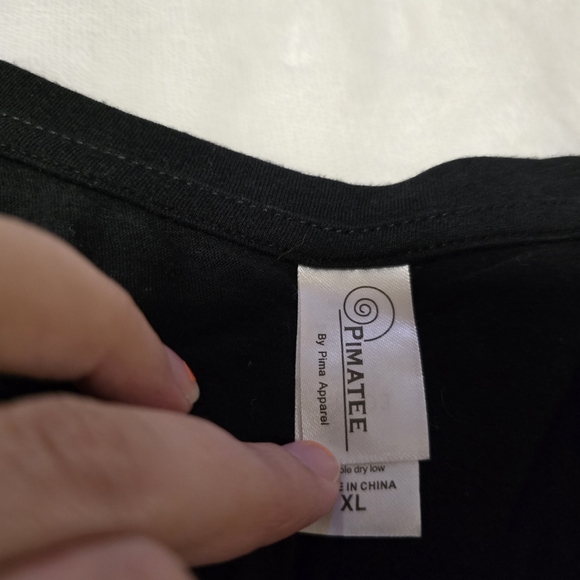 PIMATEE
By Pima Apparel
dry low
IN CHINA
XL